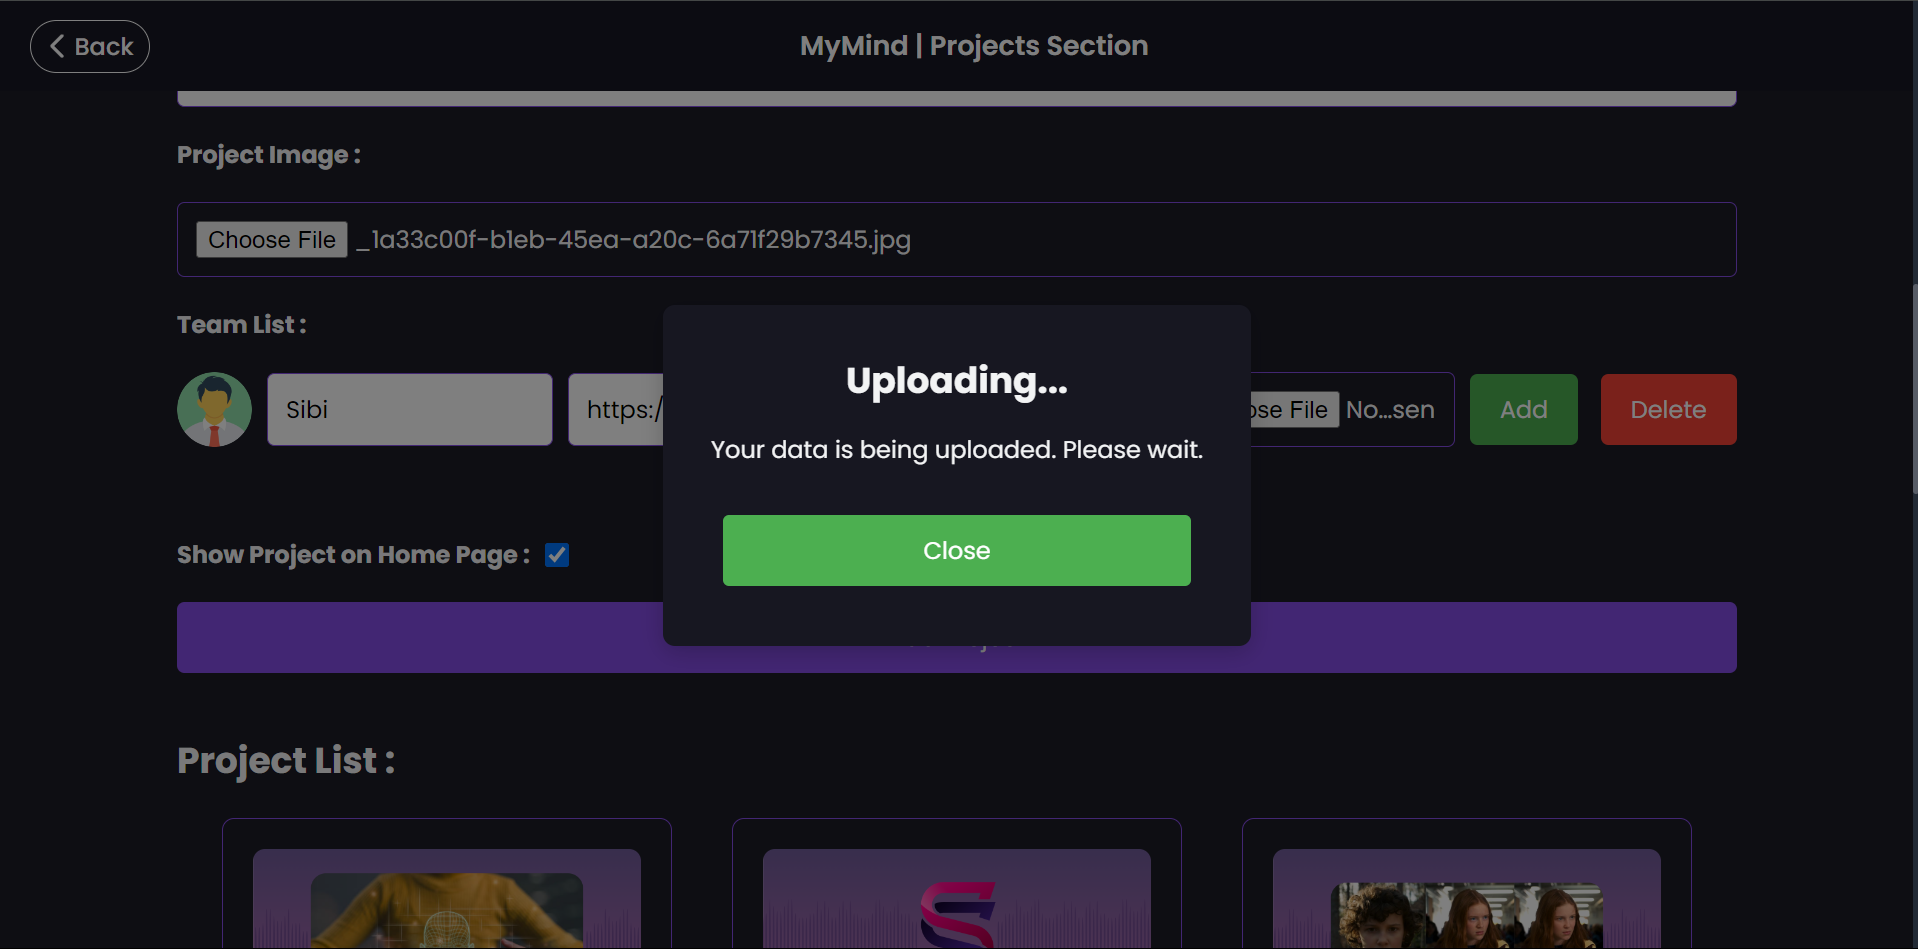 Back
MyMind | Projects Section
Project Image :
Choose File _1a33c00f-b1eb-45ea-a20c-6a71f29b7345.jpg
Team List :
Sibi
https:/
File No...sen
Add
Delete
Uploading...
Your data is being uploaded. Please wait.
Close
Show Project on Home Page :
Project List :